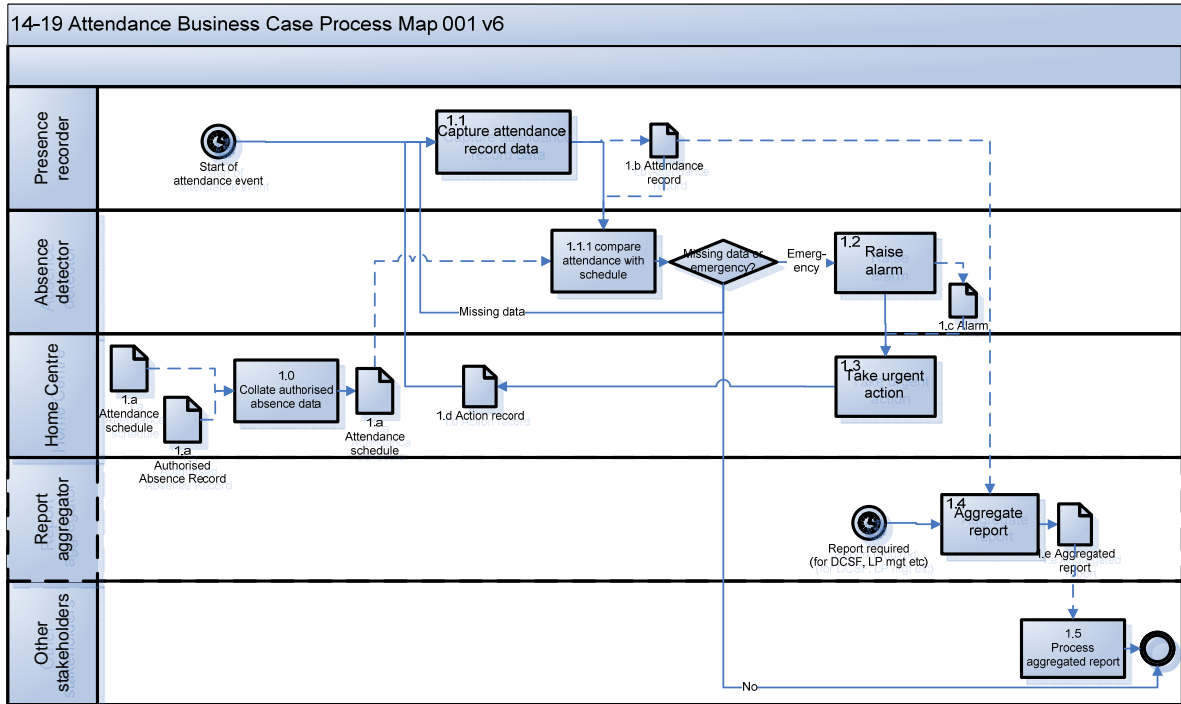 14-19 Attendance Business Case Process Map 001 v6
Presence
recorder
Start of
attendance event
1.1
Capture attendance
record data
1.b Attendance
record
Absence
detector
1.1.1 compare
attendance with
schedule
Missing data or
emergency?
Emerg-
ency
1.2
Raise
alarm
1.c Alarm
Missing data
Home Centre
1.a
Attendance
schedule
1.a
Authorised
Absence Record
1.0
Collate authorised
absence data
1.a
Attendance
schedule
1.d Action record
1.3
Take urgent
action
Report
aggregator
Report required
(for DCSF, LP mgt etc)
1.4
Aggregate
report
1.e Aggregated
report
Other
stakeholders
1.5
Process
aggregated report
No